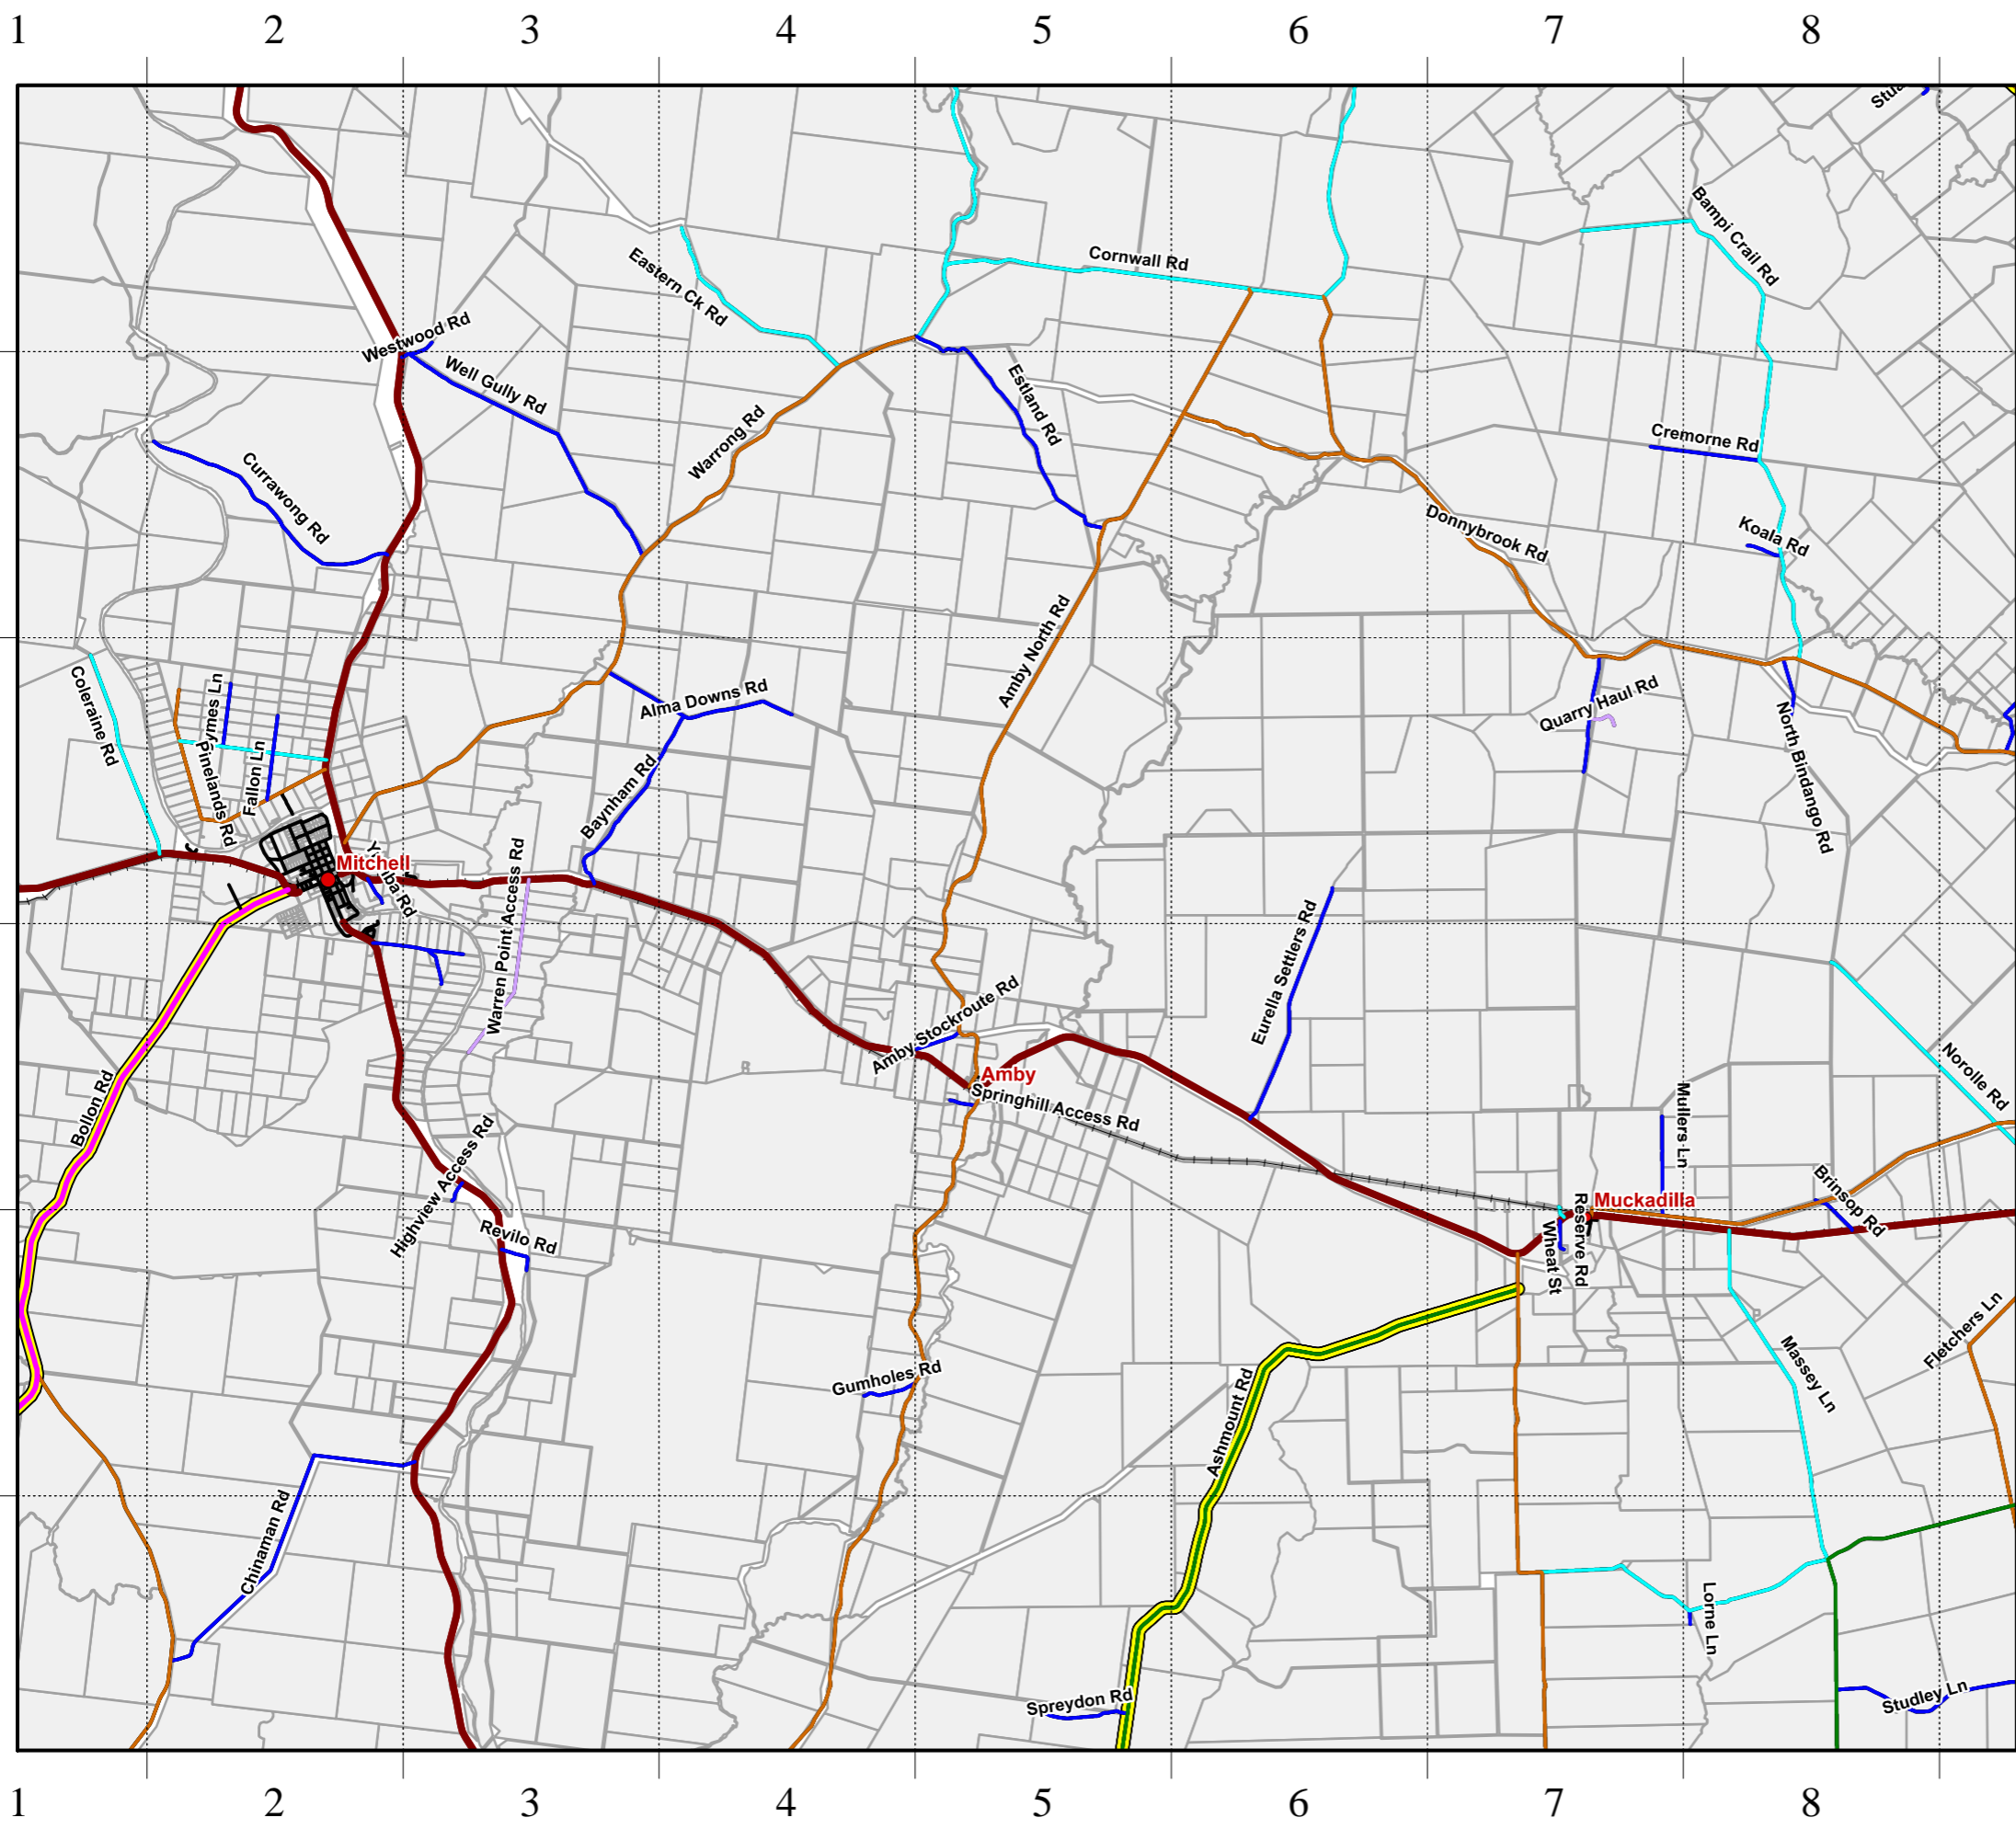 1 2 3 4 5 6 7 8
Bampi Crail Rd
Cornwall Rd
Eastern Ck Rd
Westwood Rd
Well Gully Rd
Estland Rd
Warrong Rd
Cremorne Rd
Currawong Rd
Donnybrook Rd
Koala Rd
Amby North Rd
Coleraine Rd
Pinelands Rd
Fallon Ln
Alma Downs Rd
Quarry Haul Rd
North Bindango Rd
Baynham Rd
Mitchell
Warren Point Access Rd
Eurella Settlers Rd
Amby Stockroute Rd
Amby
Springhill Access Rd
Norolle Rd
Bollon Rd
Mullers Ln
Highview Access Rd
Revilo Rd
Muckadilla
Reserve Rd
Wheat St
Brinsop Rd
Fletchers Ln
Massey Ln
Gumholes Rd
Ashmount Rd
Chinaman Rd
Lorne Ln
Spreydon Rd
Studley Ln
1 2 3 4 5 6 7 8